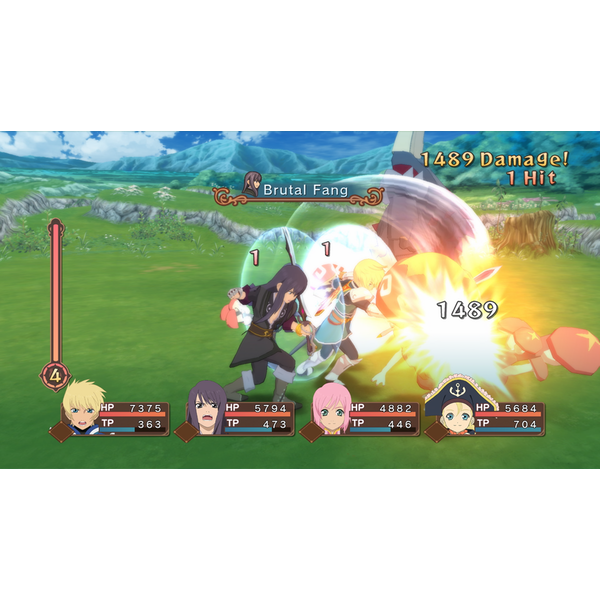 1489 Damage!
1 Hit
Brutal Fang
1
1
1489
4
HP 7375
TP 363
HP 5794
TP 473
HP 4882
TP 446
HP 5684
TP 704